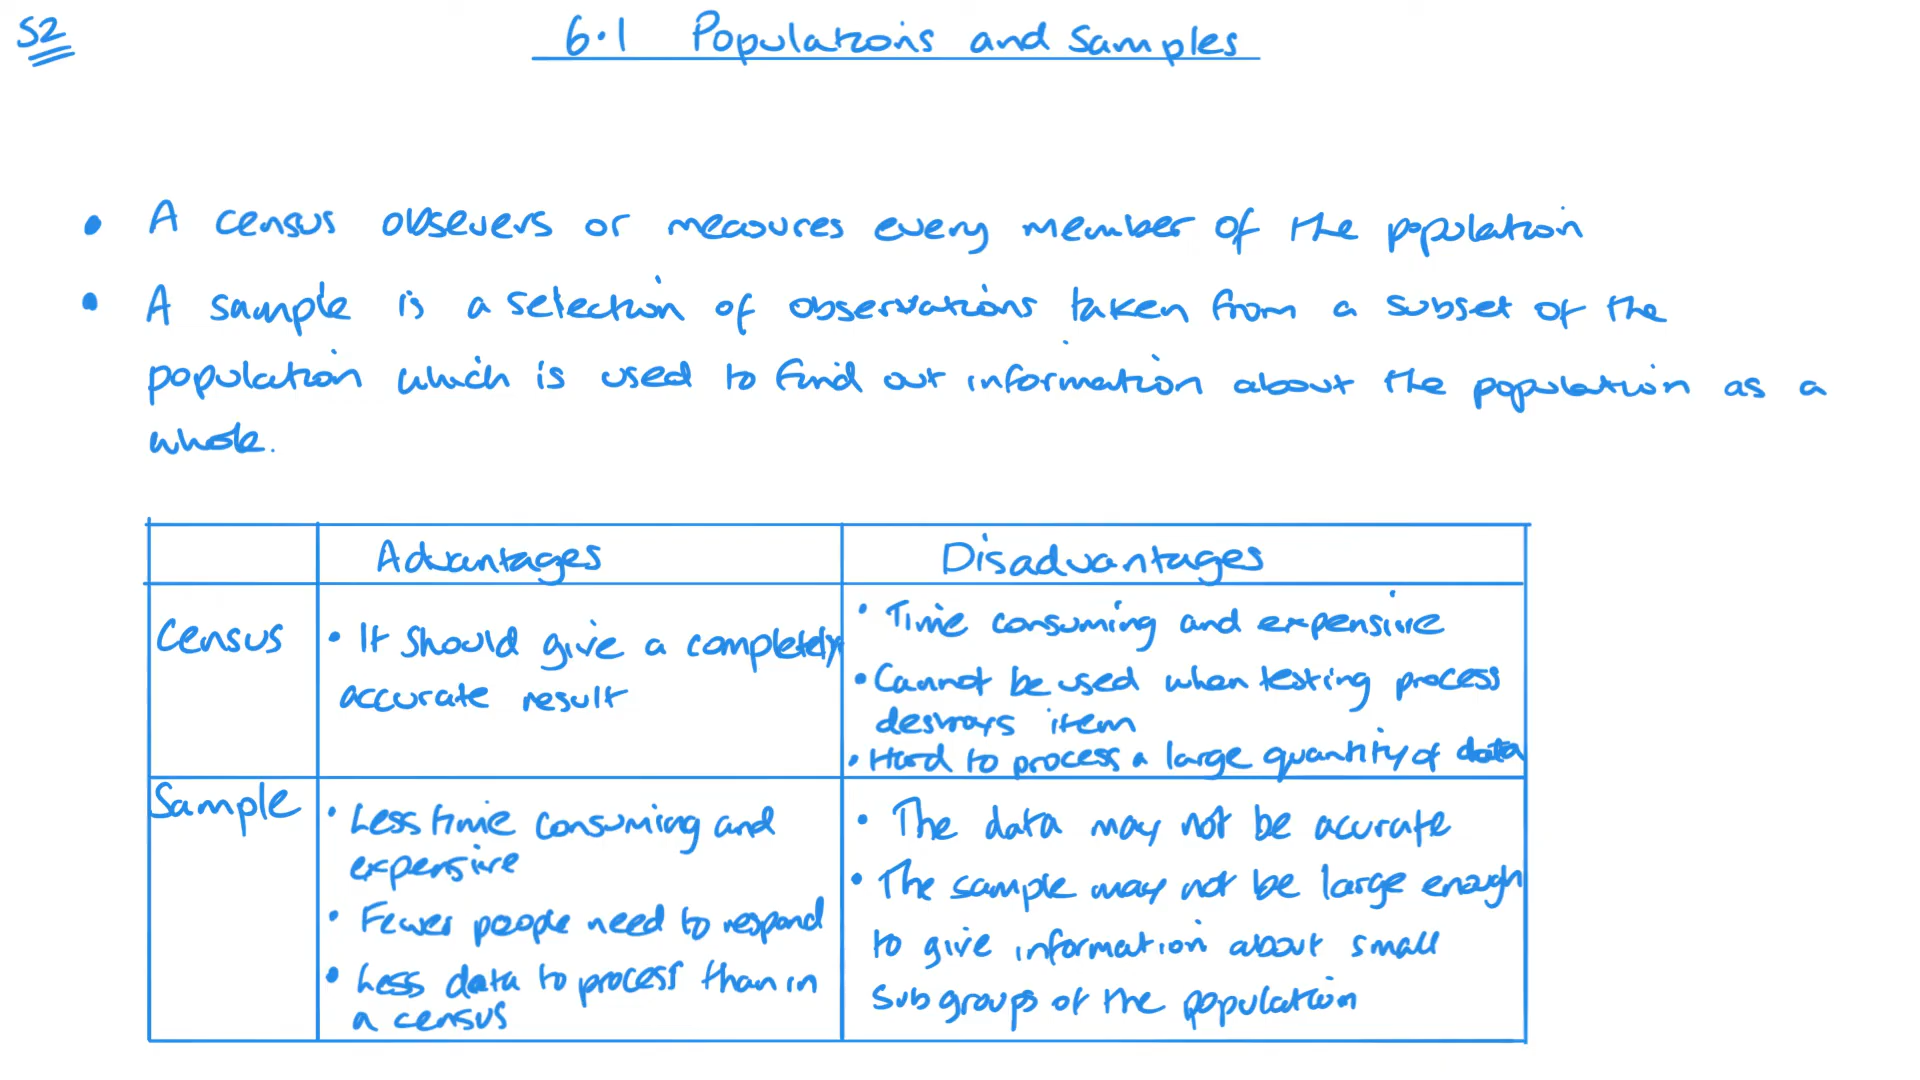 S2
6.1 Populations and Samples
• A census obsevers or measures every member of the population
• A sample is a selection of observations taken from a subset of the
population which is used to find out information about the population as a
whole.
Advantages
Disadvantages
Census
• It should give a completely
accurate result
• Time consuming and expensive
• Cannot be used when testing process
destroys item
• Hard to process a large quantity of data
Sample
• Less time consuming and
expensive
• Fewer people need to respond
• Less data to process than in
a census
• The data may not be acurate
• The sample may not be large enough
to give information about small
sub groups of the population